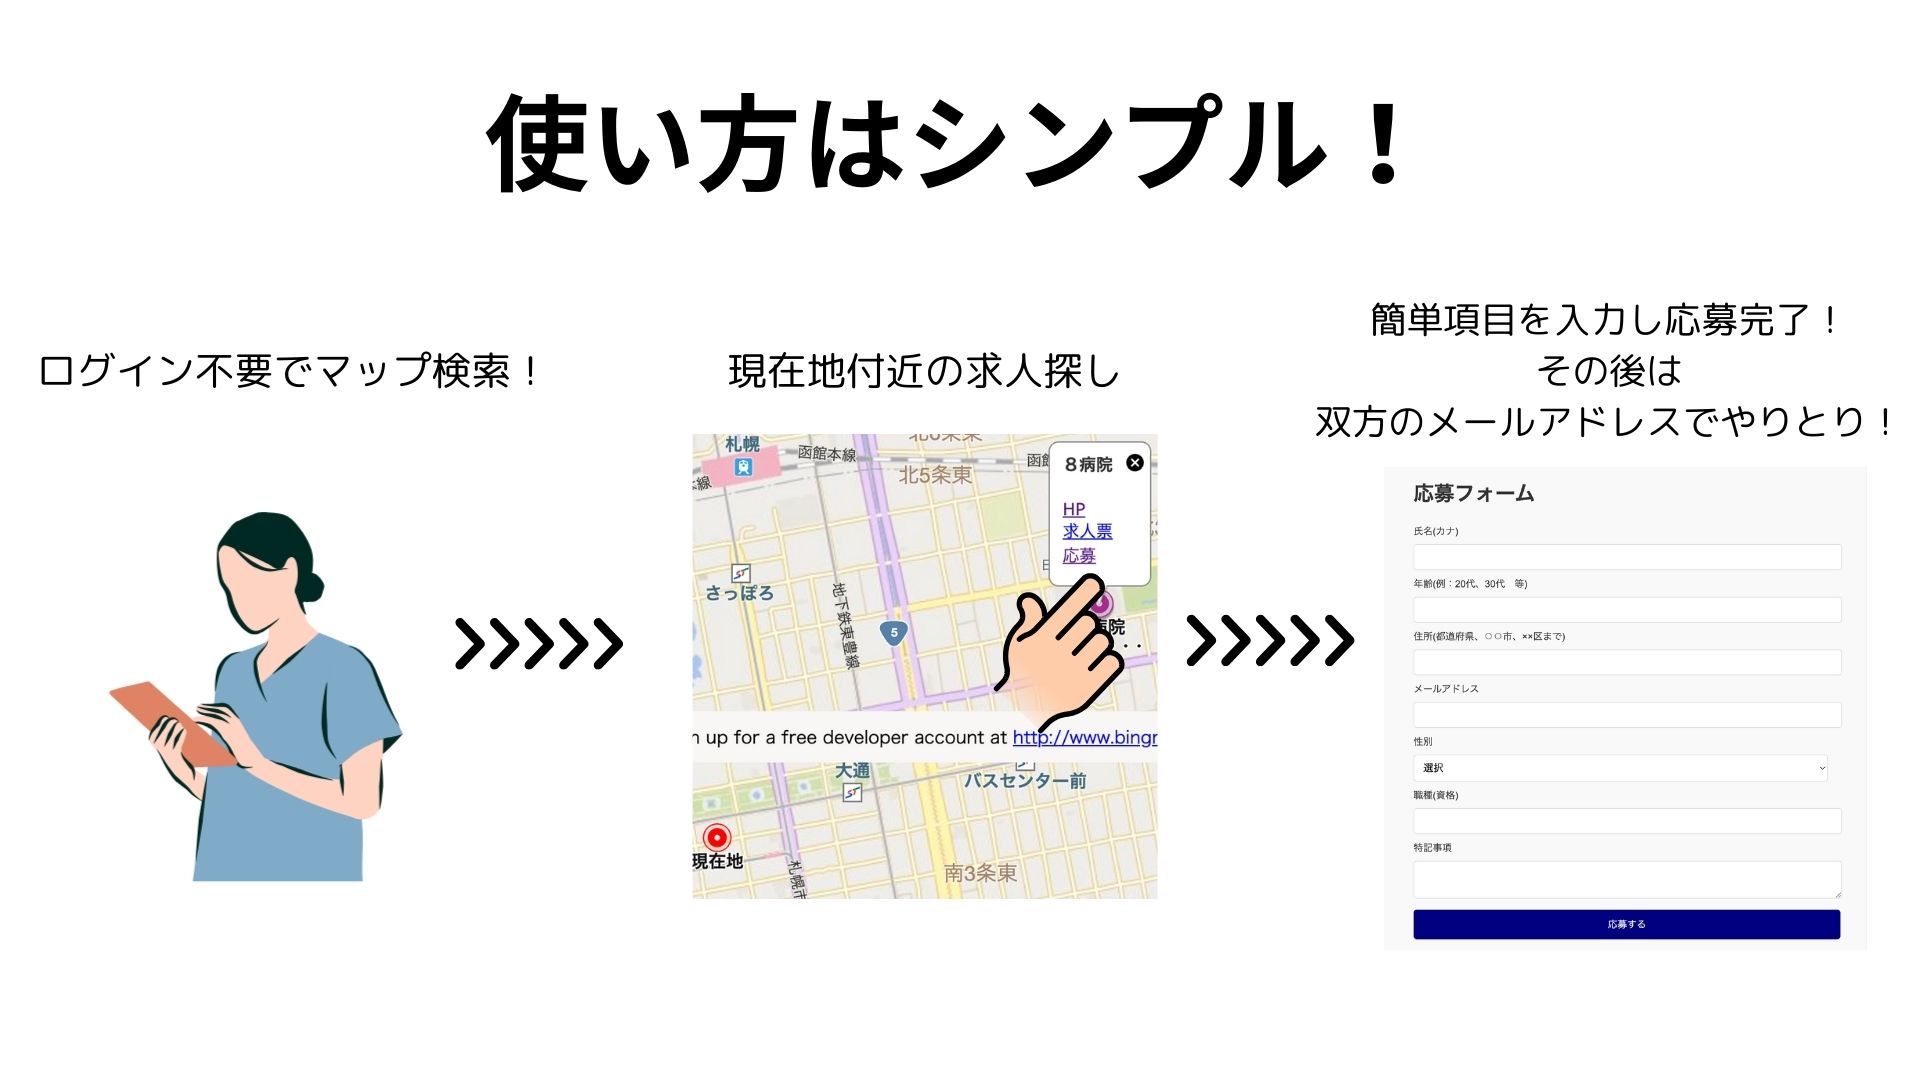 使い方はシンプル！
ログイン不要でマップ検索！
現在地付近の求人探し
簡単項目を入力し応募完了！
その後は
双方のメールアドレスでやりとり！
札幌
函館本線
北5条東
さっぽろ
地下鉄東豊線
5
８病院
HP
求人票
応募
up for a free developer account at http://www.bing
大通
バスセンター前
現在地
南3条東
応募フォーム
氏名(カナ)
年齢(例：20代、30代　等)
住所(都道府県、○○市、××区まで)
メールアドレス
性別
選択
職種(資格)
特記事項
応募する